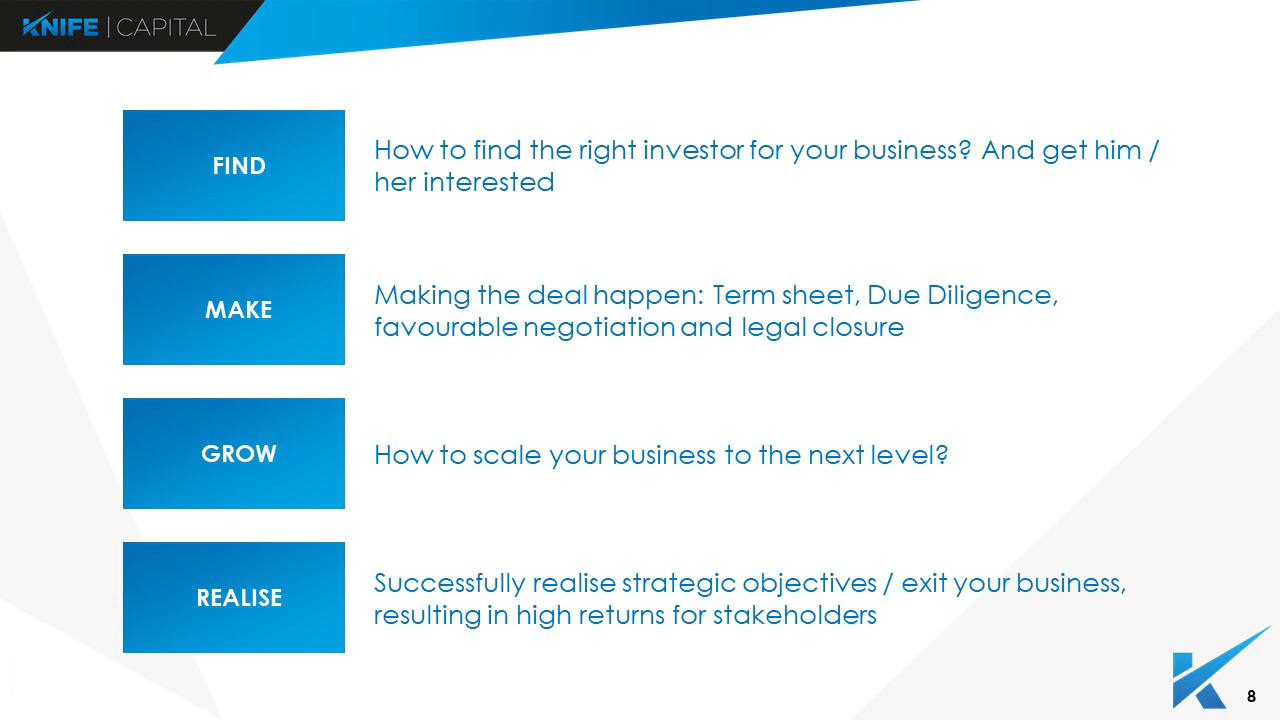 KNIFE | CAPITAL
FIND
How to find the right investor for your business? And get him /
her interested
MAKE
Making the deal happen: Term sheet, Due Diligence,
favourable negotiation and legal closure
GROW
How to scale your business to the next level?
REALISE
Successfully realise strategic objectives / exit your business,
resulting in high returns for stakeholders
8